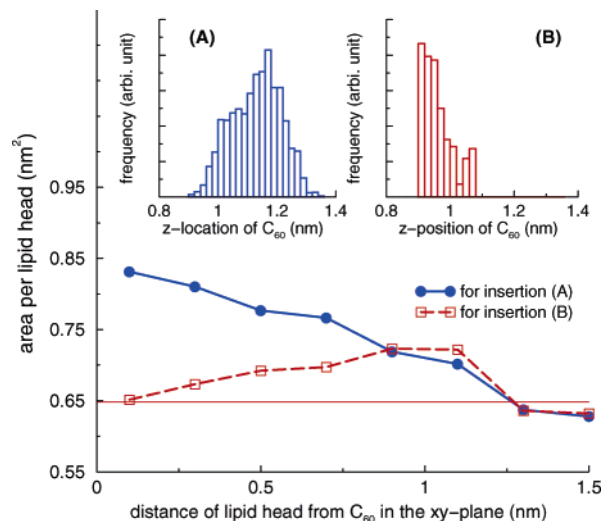 (A)
(B)
frequency (arbi. unit)
frequency (arbi. unit)
0.8 1 1.2 1.4
0.8 1 1.2 1.4
z-location of C60 (nm)
z-position of C60 (nm)
area per lipid head (nm²)
0.95
0.85
0.75
0.65
0.55
for insertion (A)
for insertion (B)
0 0.5 1 1.5
distance of lipid head from C60 in the xy-plane (nm)